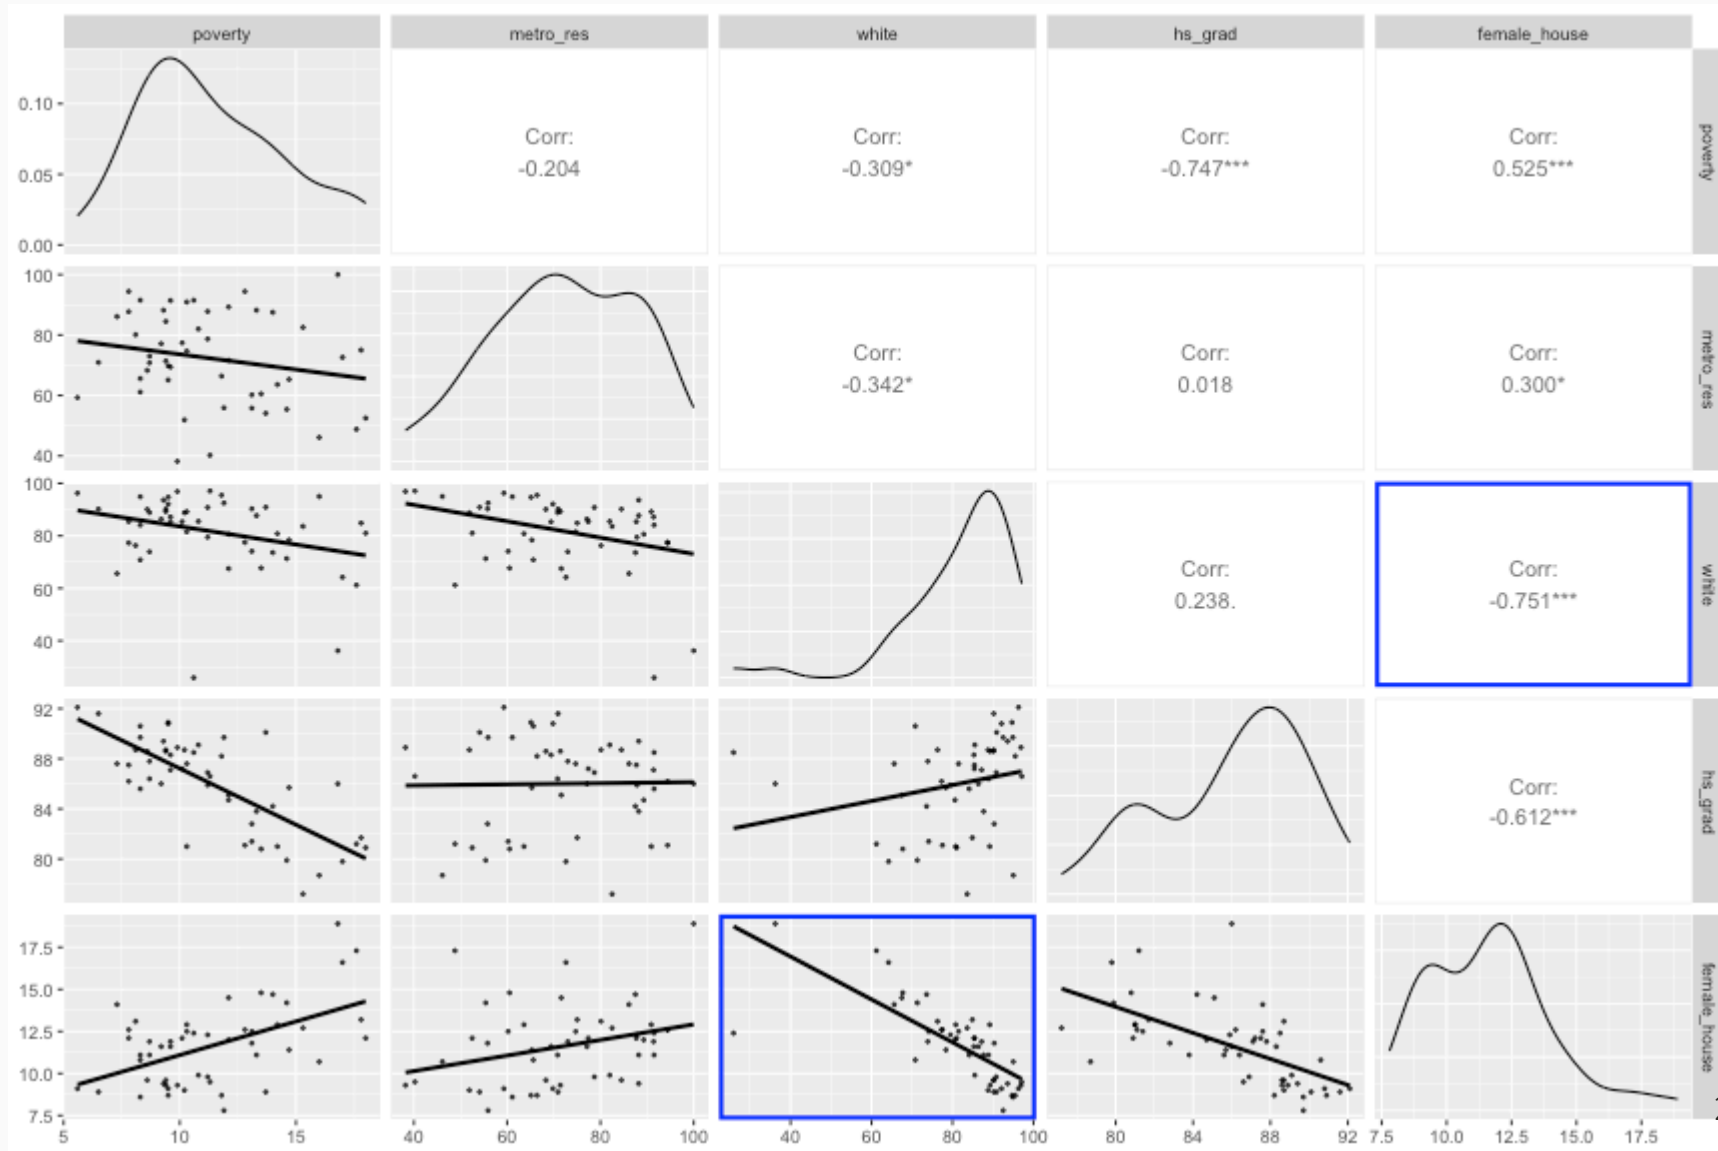 poverty metro_res white hs_grad female_house
0.10
0.05
0.00
Corr:
-0.204
Corr:
-0.309*
Corr:
-0.747***
Corr:
0.525***
poverty
100
80
60
40
Corr:
-0.342*
Corr:
0.018
Corr:
0.300*
metro_res
100
80
60
40
Corr:
0.238.
Corr:
-0.751***
white
92
88
84
80
Corr:
-0.612***
hs_grad
17.5
15.0
12.5
10.0
7.5
female_house
5 10 15 40 60 80 100 40 60 80 100 80 84 88 92 7.5 10.0 12.5 15.0 17.5